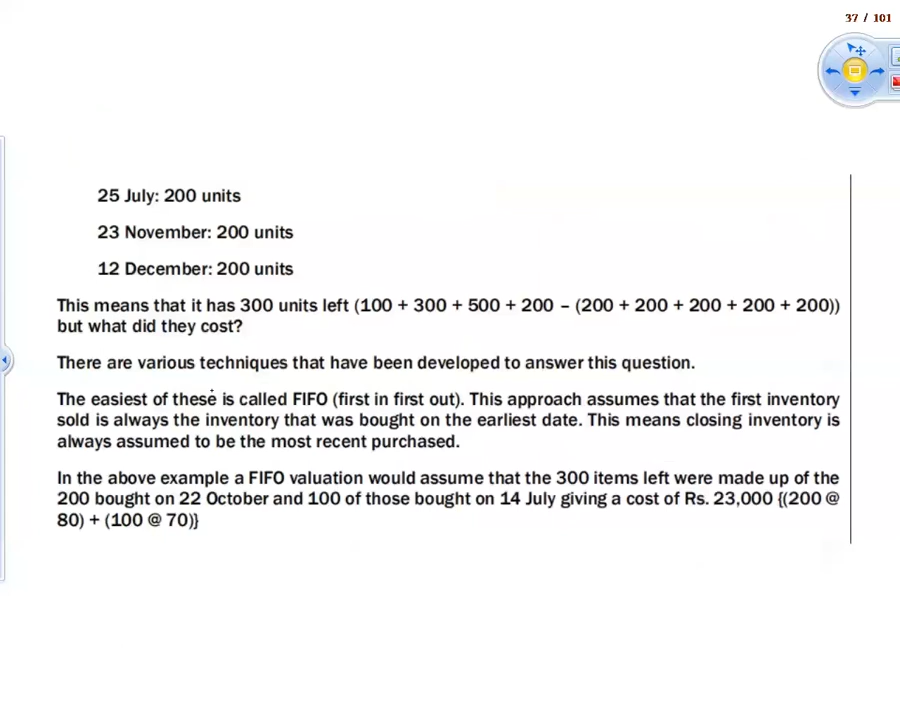 37 / 101
25 July: 200 units
23 November: 200 units
12 December: 200 units
This means that it has 300 units left (100 + 300 + 500 + 200 – (200 + 200 + 200 + 200 + 200))
but what did they cost?
There are various techniques that have been developed to answer this question.
The easiest of these is called FIFO (first in first out). This approach assumes that the first inventory
sold is always the inventory that was bought on the earliest date. This means closing inventory is
always assumed to be the most recent purchased.
In the above example a FIFO valuation would assume that the 300 items left were made up of the
200 bought on 22 October and 100 of those bought on 14 July giving a cost of Rs. 23,000 {(200 @
80) + (100 @ 70)}